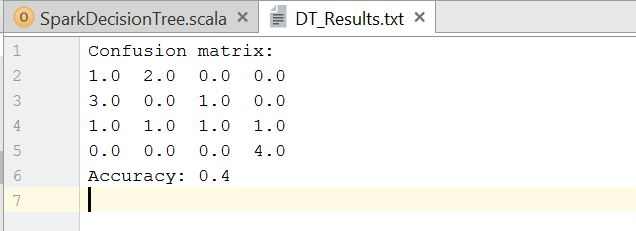 SparkDecisionTree.scala DT_Results.txt
1 Confusion matrix:
2 1.0 2.0 0.0 0.0
3 3.0 0.0 1.0 0.0
4 1.0 1.0 1.0 1.0
5 0.0 0.0 0.0 4.0
6 Accuracy: 0.4
7